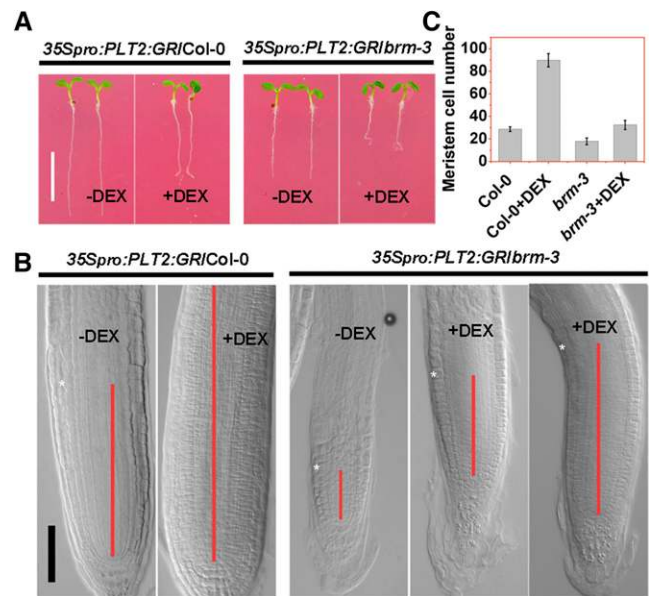 A
35Spro:PLT2:GR/Col-0
35Spro:PLT2:GR/brm-3
-DEX
+DEX
-DEX
+DEX
C
Meristem cell number
100
80
60
40
20
0
Col-0
Col-0+DEX
brm-3
brm-3+DEX
B
35Spro:PLT2:GR/Col-0
35Spro:PLT2:GR/brm-3
-DEX
+DEX
-DEX
+DEX
+DEX
*
*
*
*